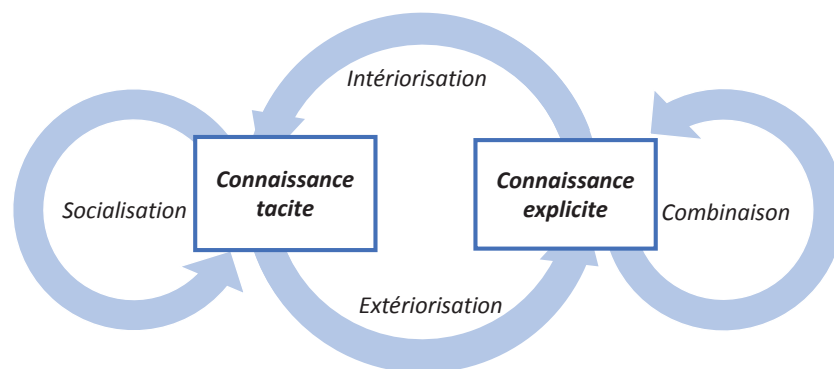 Intériorisation
Connaissance
tacite
Connaissance
explicite
Socialisation
Combinaison
Extériorisation